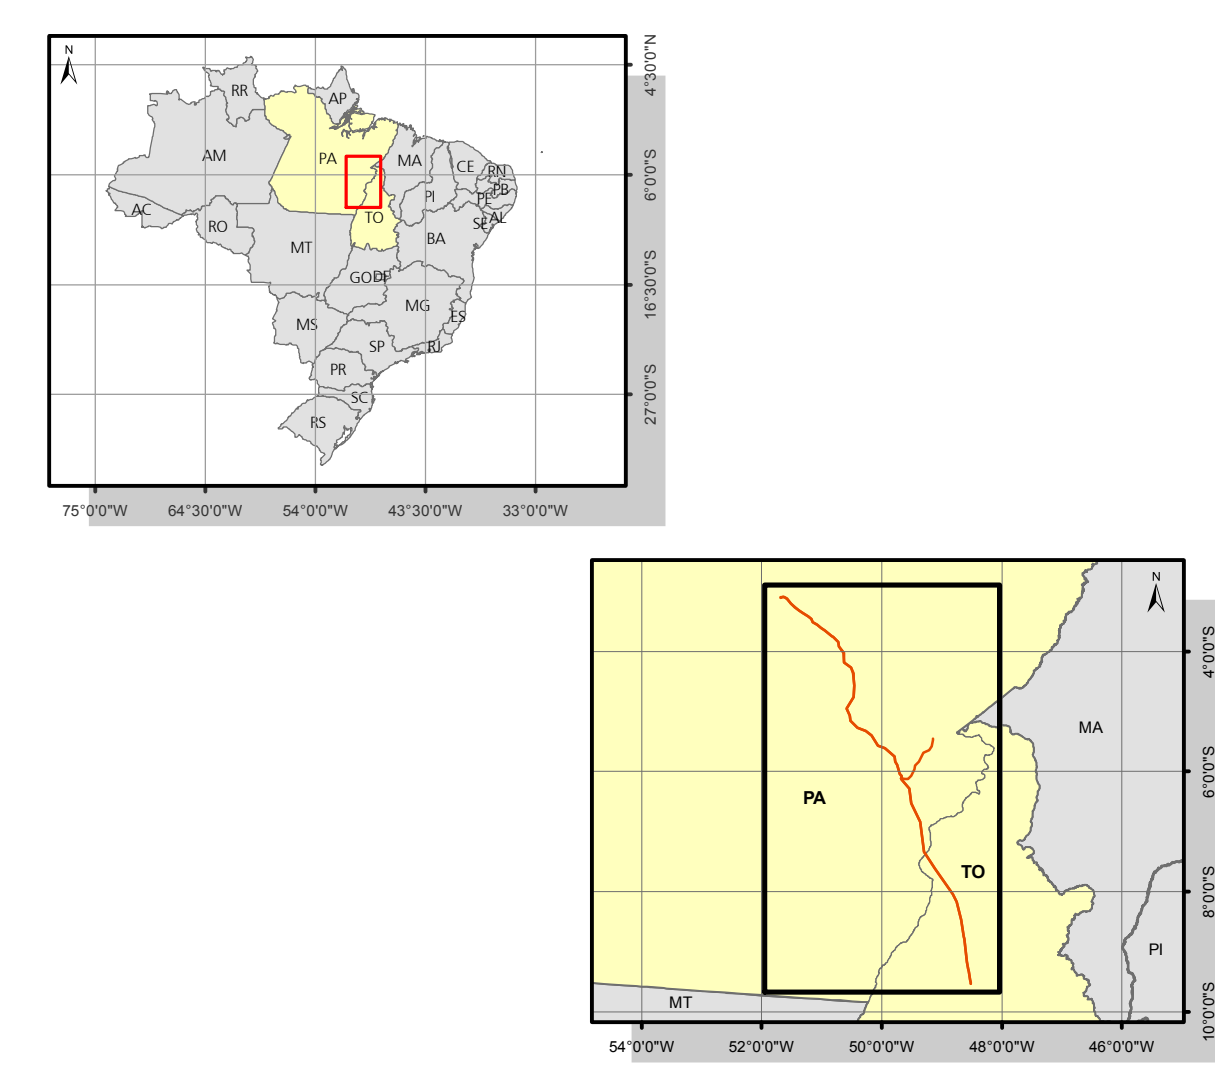 N
4°30'0"N
RR
AP
AM
PA
MA
CE
RN
6°0'0"S
PB
PI
PE
AC
TO
AL
SE
RO
BA
MT
GO
DF
16°30'0"S
MG
ES
MS
SP
RJ
PR
SC
27°0'0"S
RS
75°0'0"W 64°30'0"W 54°0'0"W 43°30'0"W 33°0'0"W
N
4°0'0"S
MA
6°0'0"S
PA
TO
8°0'0"S
PI
MT
10°0'0"S
54°0'0"W 52°0'0"W 50°0'0"W 48°0'0"W 46°0'0"W